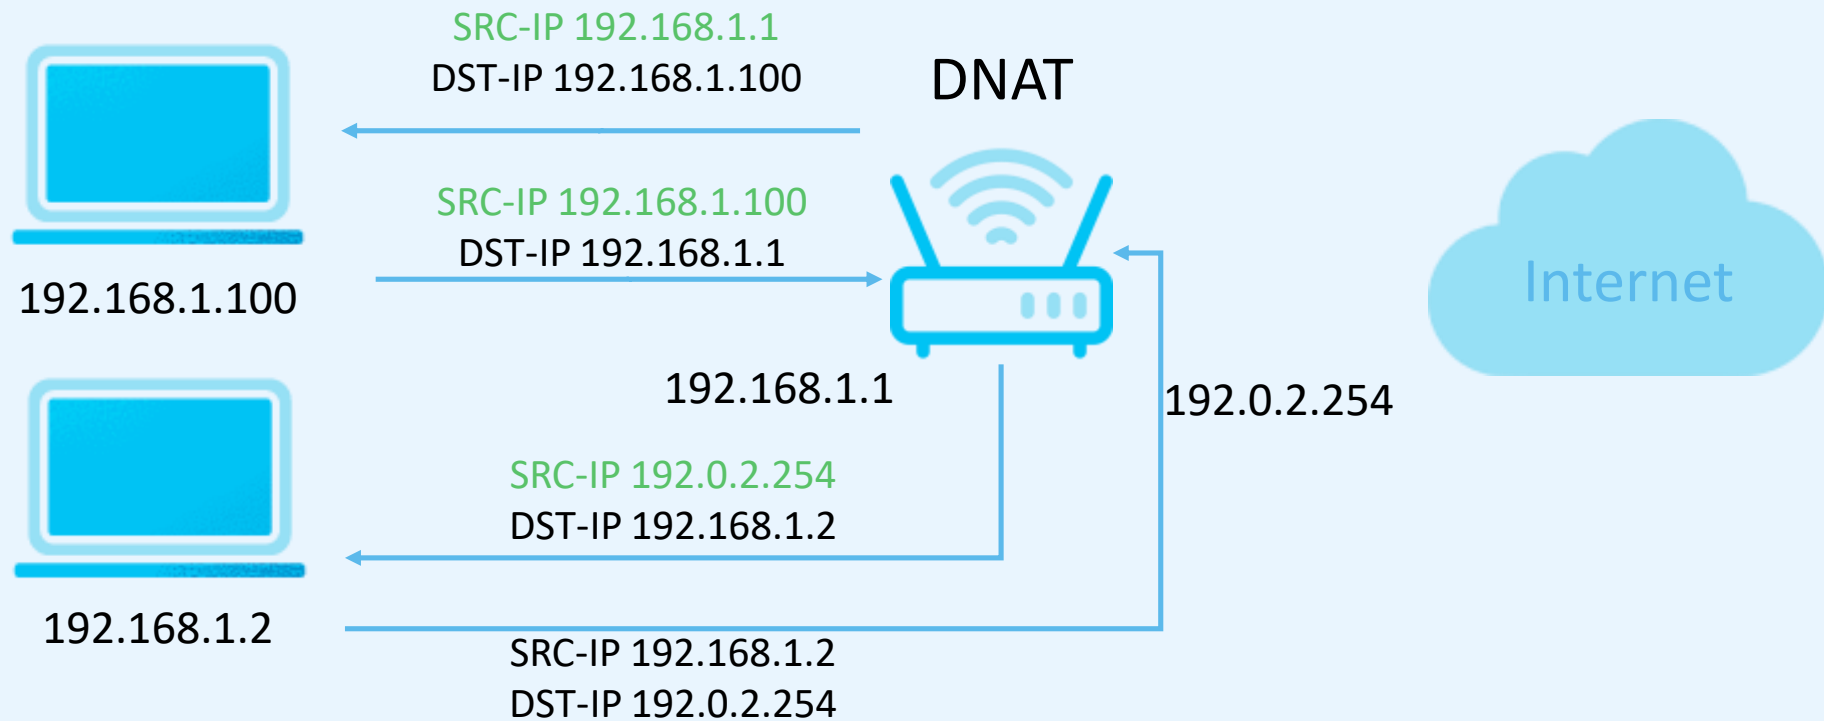 SRC-IP 192.168.1.1
DST-IP 192.168.1.100
DNAT
SRC-IP 192.168.1.100
DST-IP 192.168.1.1
192.168.1.100
Internet
192.168.1.1
192.0.2.254
SRC-IP 192.0.2.254
DST-IP 192.168.1.2
192.168.1.2
SRC-IP 192.168.1.2
DST-IP 192.0.2.254